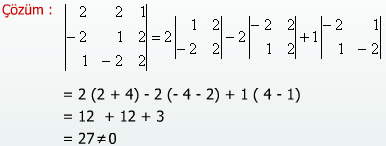 Çözüm :
| 2 2 1 |
| -2 1 2 | = 2 | 1 2 | - 2 | -2 2 | + 1 | -2 1 |
| 1 -2 2 | | -2 2 | | 1 2 | | 1 -2 |
= 2 (2 + 4) - 2 (- 4 - 2) + 1 ( 4 - 1)
= 12 + 12 + 3
= 27 ≠ 0